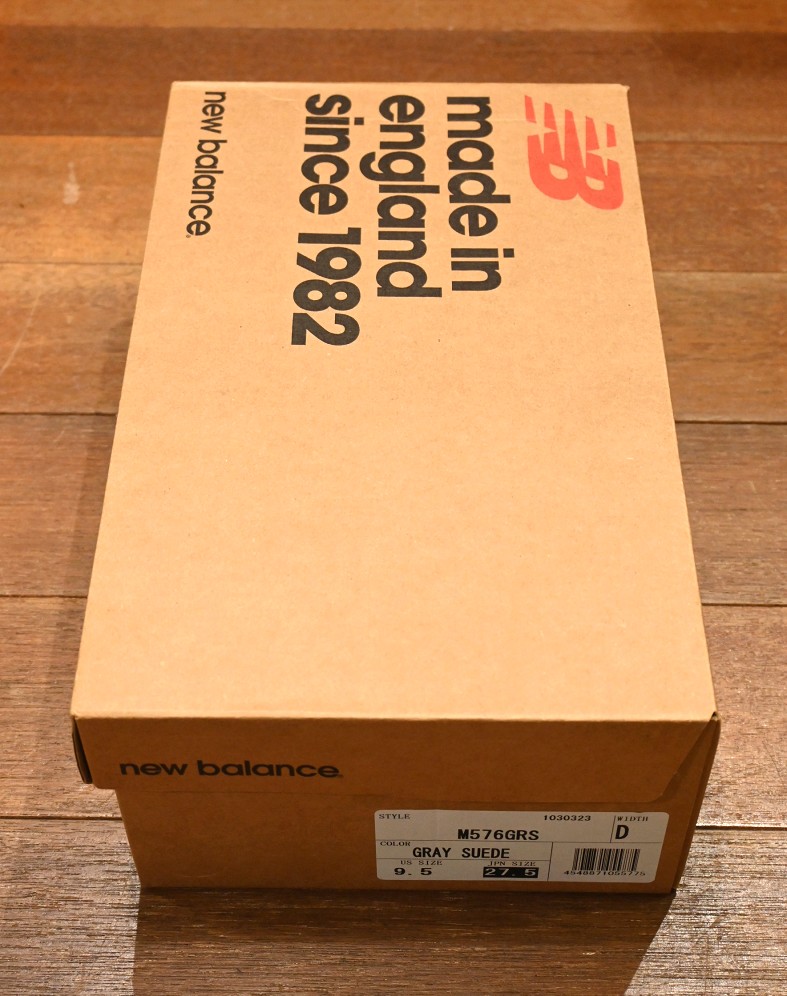 NB
made in
england
since 1982
new balance
new balance
STYLE 1030323 WIDTH
M576GRS D
COLOR
GRAY SUEDE
US SIZE JPN SIZE
9.5 27.5